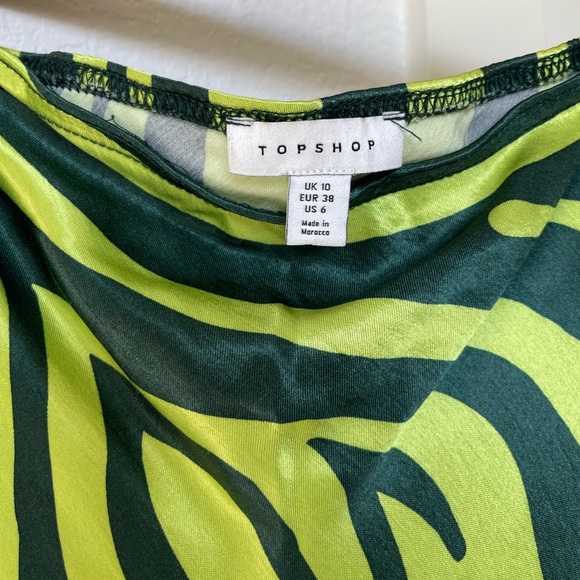 TOPSHOP
UK 10
EUR 38
US 6
Made in
Morocco